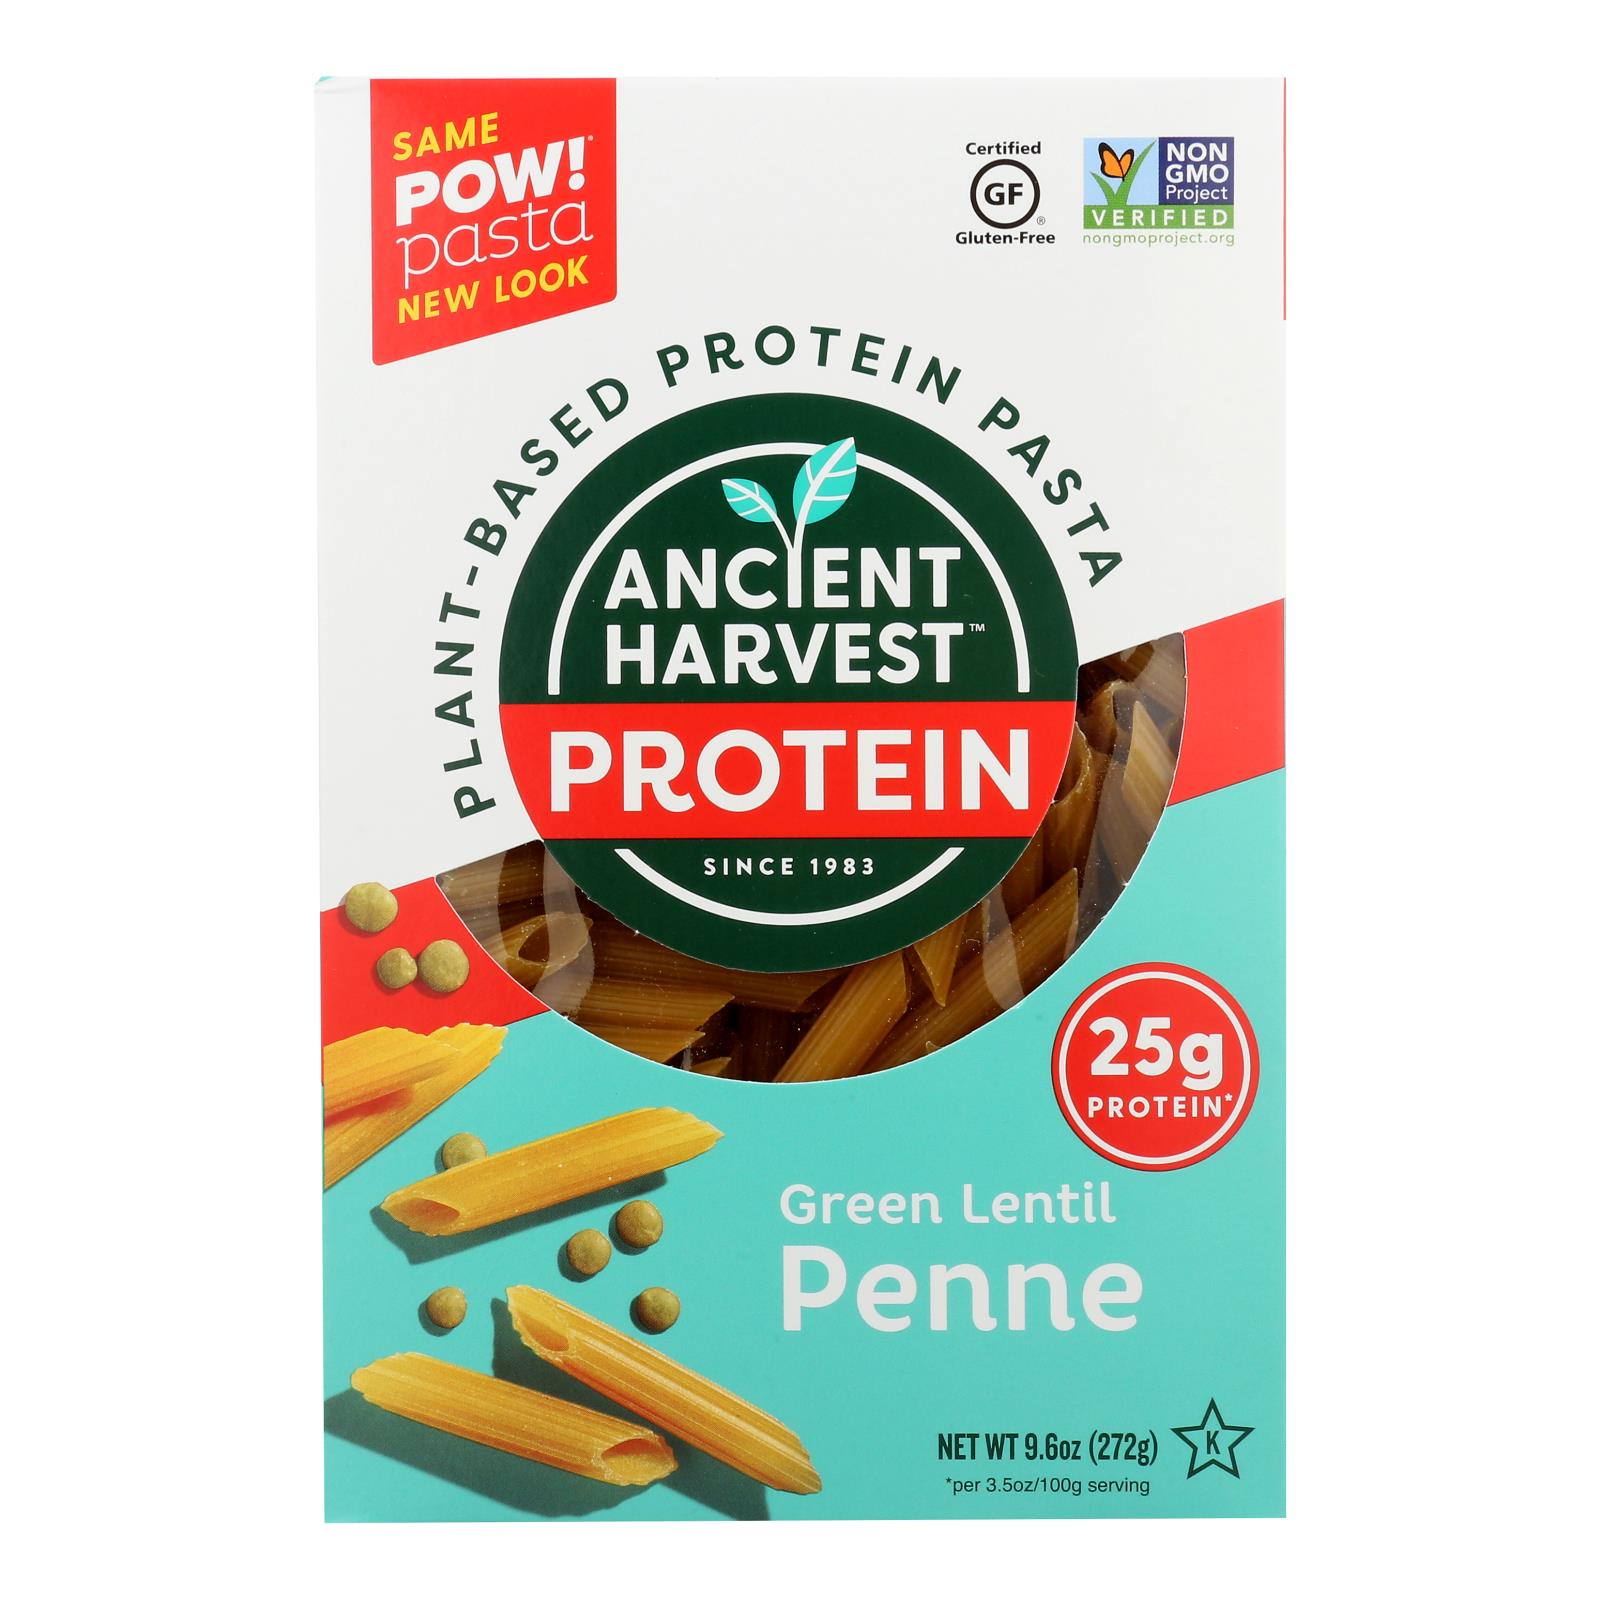 SAME
POW!®
pasta
NEW LOOK
Certified
GF®
Gluten-Free
NON
GMO
Project
VERIFIED
nongmoproject.org
PLANT-BASED PROTEIN PASTA
ANCIENT
HARVEST™
PROTEIN
SINCE 1983
25g
PROTEIN*
Green Lentil
Penne
NET WT 9.6oz (272g)
K
*per 3.5oz/100g serving